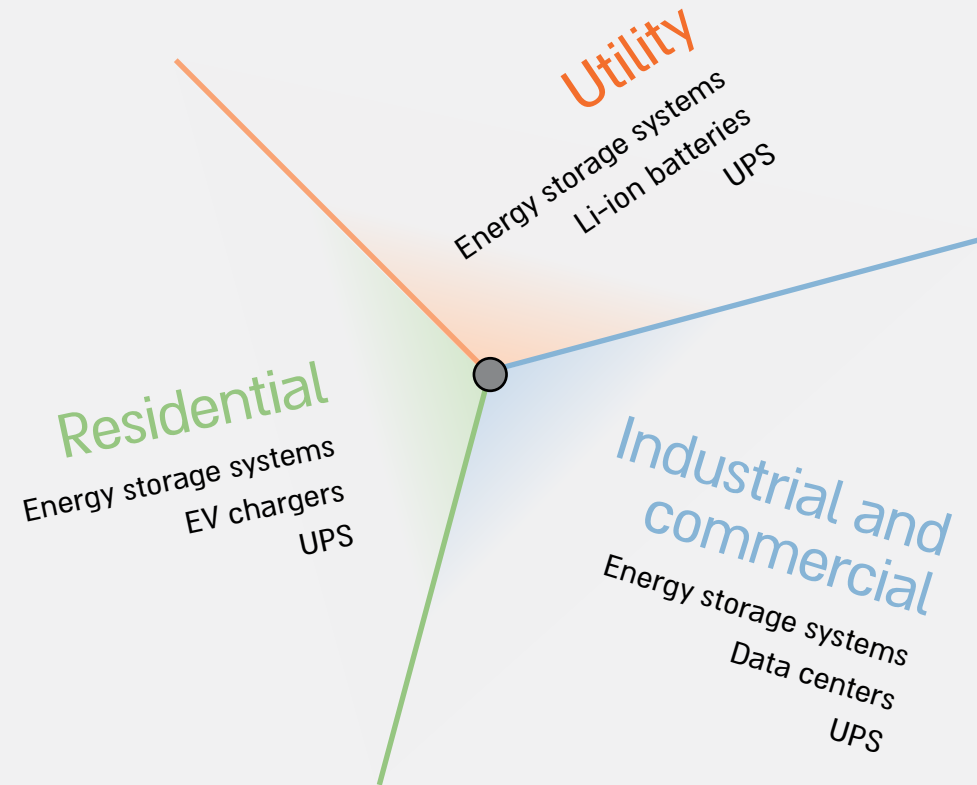 Utility
Energy storage systems
Li-ion batteries
UPS
Residential
Energy storage systems
EV chargers
UPS
Industrial and
commercial
Energy storage systems
Data centers
UPS